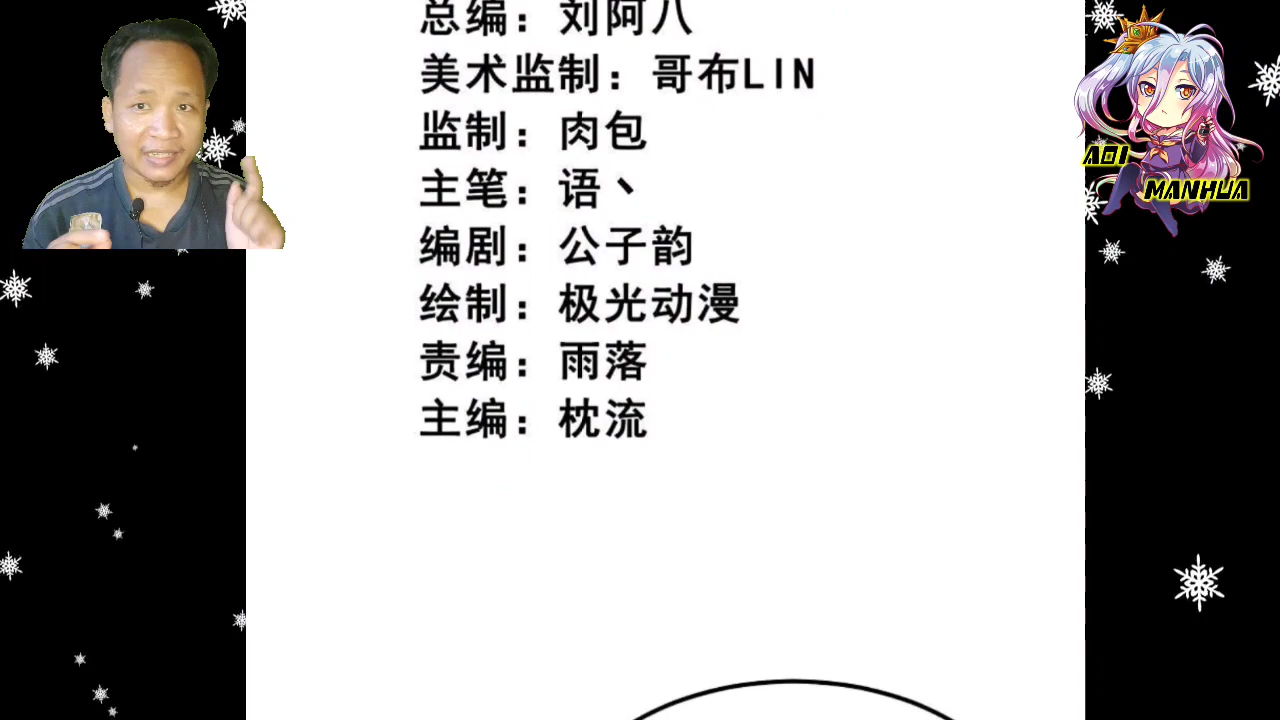 总编：刘阿八
美术监制：哥布LIN
监制：肉包
主笔：语丶
编剧：公子韵
绘制：极光动漫
责编：雨落
主编：枕流
AOI
MANHUA